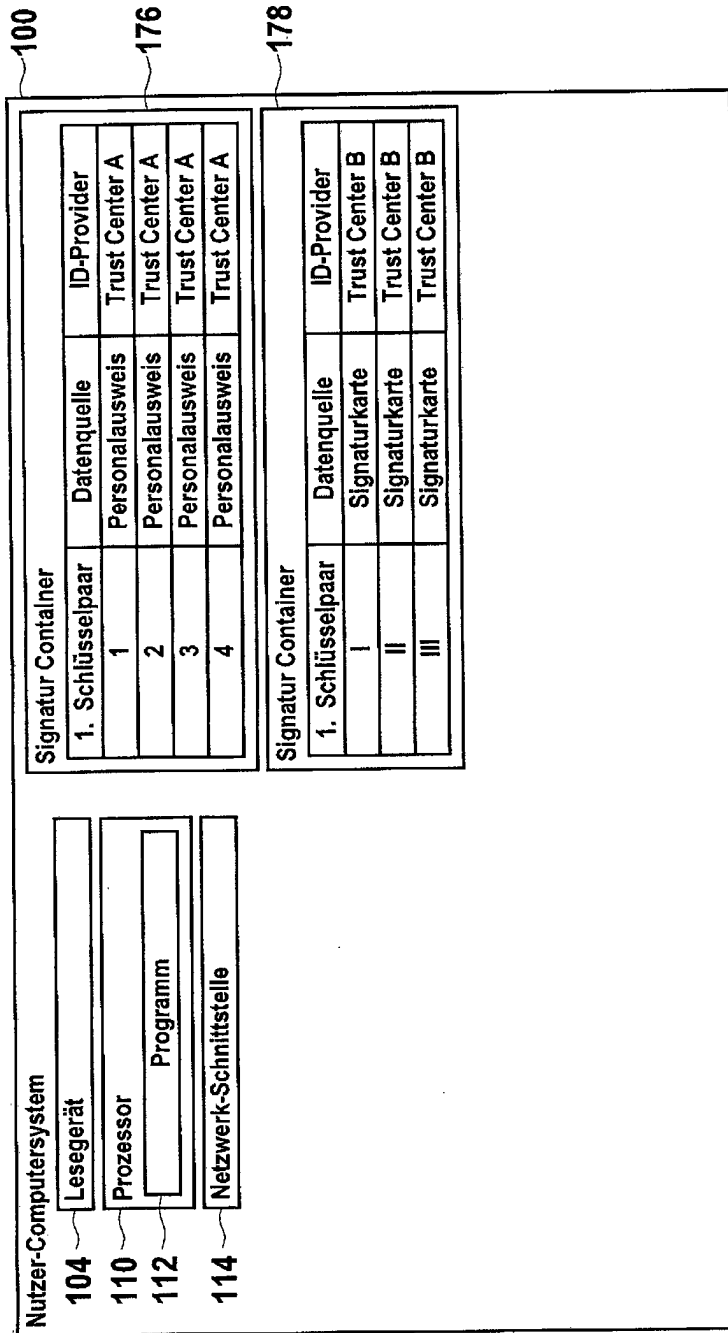 Nutzer-Computersystem
104
Lesegerät
110
Prozessor
112
Programm
114
Netzwerk-Schnittstelle
100
176
Signatur Container
1. Schlüsselpaar Datenquelle ID-Provider
1 Personalausweis Trust Center A
2 Personalausweis Trust Center A
3 Personalausweis Trust Center A
4 Personalausweis Trust Center A
178
Signatur Container
1. Schlüsselpaar Datenquelle ID-Provider
I Signaturkarte Trust Center B
II Signaturkarte Trust Center B
III Signaturkarte Trust Center B